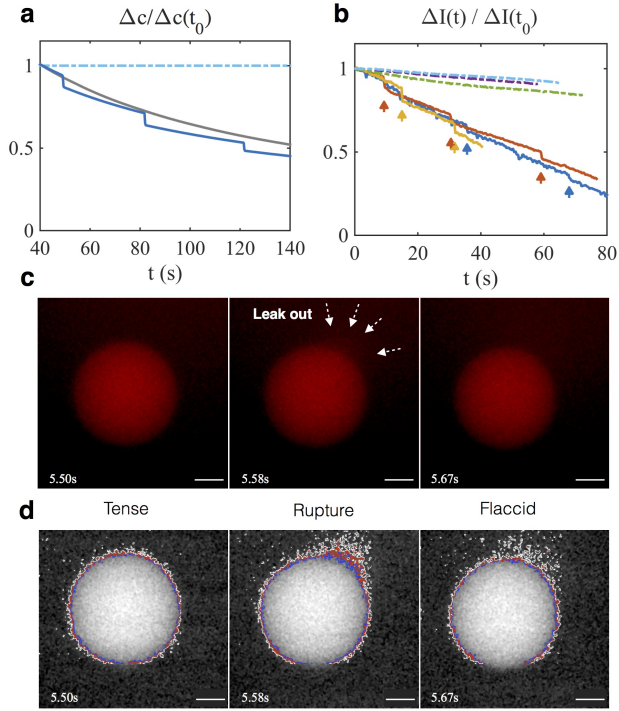 a
Δc/Δc(t₀)
1
0.5
0
40 60 80 100 120 140
t (s)
b
ΔI(t) / ΔI(t₀)
1
0.5
0
0 20 40 60 80
t (s)
c
Leak out
5.50s
5.58s
5.67s
d
Tense
Rupture
Flaccid
5.50s
5.58s
5.67s